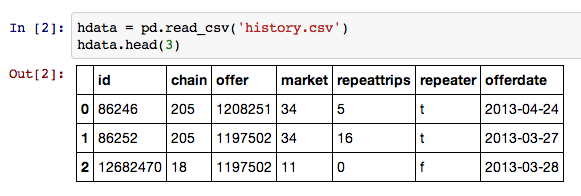 In [2]: hdata = pd.read_csv('history.csv')
hdata.head(3)
Out[2]:
id chain offer market repeattrips repeater offerdate
0 86246 205 1208251 34 5 t 2013-04-24
1 86252 205 1197502 34 16 t 2013-03-27
2 12682470 18 1197502 11 0 f 2013-03-28